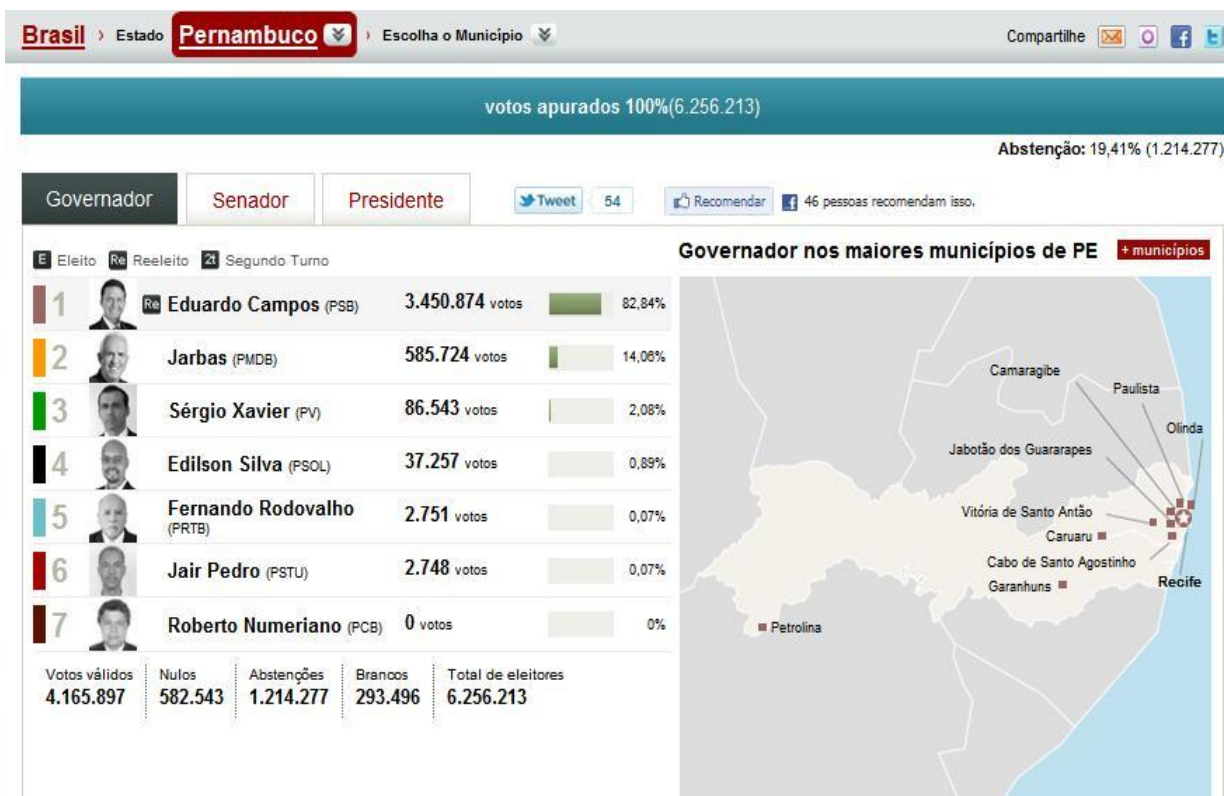 Brasil › Estado Pernambuco › Escolha o Município
Compartilhe
votos apurados 100%(6.256.213)
Abstenção: 19,41% (1.214.277)
Governador Senador Presidente
Tweet 54
Recomendar 46 pessoas recomendam isso.
E Eleito Re Reeleito 2t Segundo Turno
1 Re Eduardo Campos (PSB) 3.450.874 votos 82,84%
2 Jarbas (PMDB) 585.724 votos 14,06%
3 Sérgio Xavier (PV) 86.543 votos 2,08%
4 Edilson Silva (PSOL) 37.257 votos 0,89%
5 Fernando Rodovalho
(PRTB) 2.751 votos 0,07%
6 Jair Pedro (PSTU) 2.748 votos 0,07%
7 Roberto Numeriano (PCB) 0 votos 0%
Votos válidos Nulos Abstenções Brancos Total de eleitores
4.165.897 582.543 1.214.277 293.496 6.256.213
Governador nos maiores municípios de PE + municípios
Camaragibe
Paulista
Olinda
Jabotão dos Guararapes
Vitória de Santo Antão
Caruaru
Cabo de Santo Agostinho
Garanhuns
Recife
Petrolina